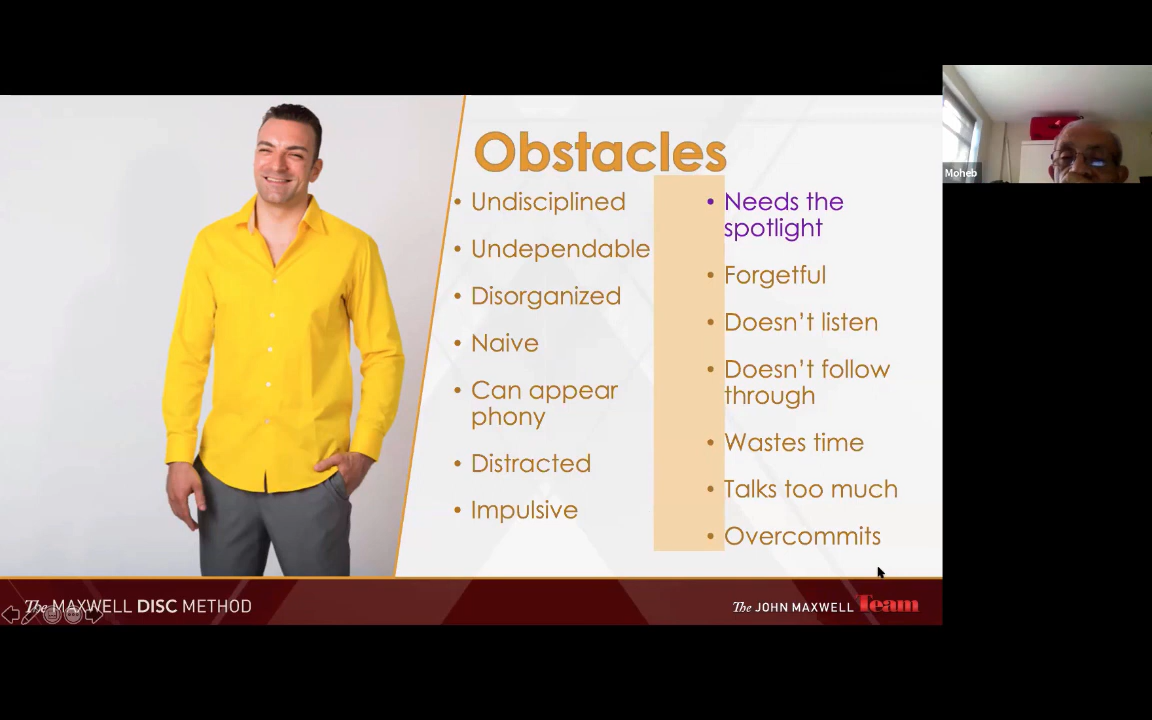 Obstacles
• Undisciplined
• Undependable
• Disorganized
• Naive
• Can appear
phony
• Distracted
• Impulsive
• Needs the
spotlight
• Forgetful
• Doesn’t listen
• Doesn’t follow
through
• Wastes time
• Talks too much
• Overcommits
Moheb
The MAXWELL DISC METHOD
The JOHN MAXWELL Team